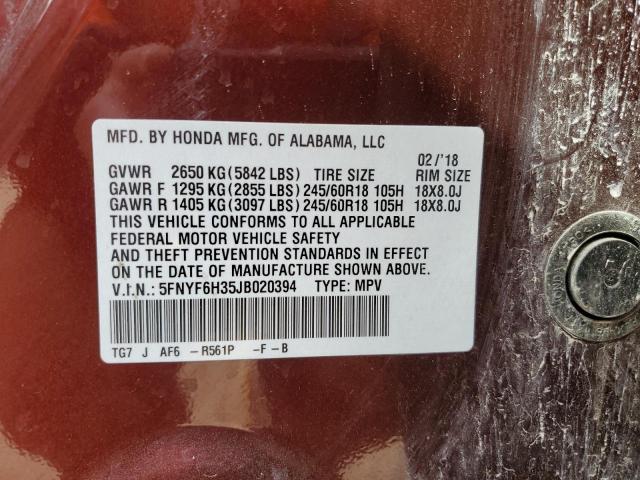 MFD. BY HONDA MFG. OF ALABAMA, LLC
02/'18
GVWR 2650 KG(5842 LBS) TIRE SIZE RIM SIZE
GAWR F 1295 KG(2855 LBS) 245/60R18 105H 18X8.0J
GAWR R 1405 KG(3097 LBS) 245/60R18 105H 18X8.0J
THIS VEHICLE CONFORMS TO ALL APPLICABLE
FEDERAL MOTOR VEHICLE SAFETY
AND THEFT PREVENTION STANDARDS IN EFFECT
ON THE DATE OF MANUFACTURE SHOWN ABOVE.
V.I.N.: 5FNYF6H35JB020394 TYPE: MPV
TG7 J AF6 -R561P -F-B